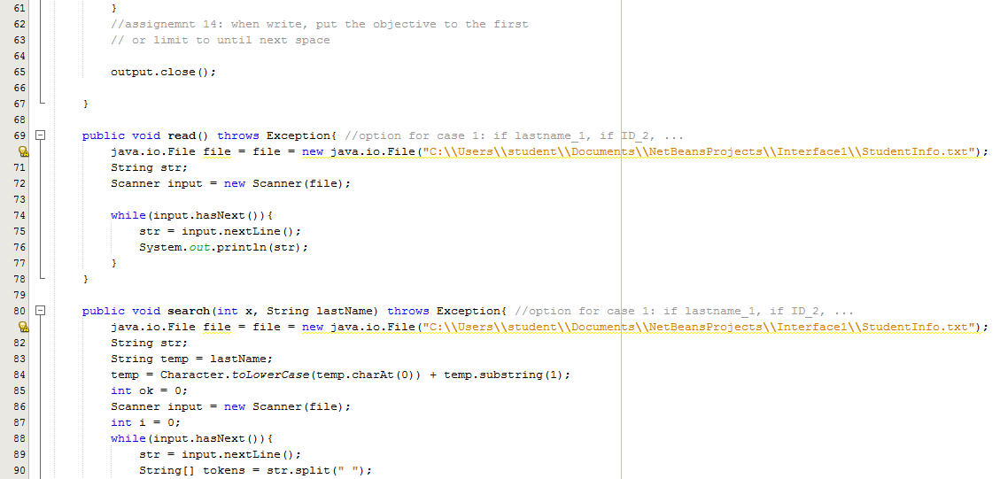 61 }
62 //assignemnt 14: when write, put the objective to the first
63 // or limit to until next space
64
65 output.close();
66
67 }
68
69 public void read() throws Exception{ //option for case 1: if lastname_1, if ID_2, ...
java.io.File file = file = new java.io.File("C:\\Users\\student\\Documents\\NetBeansProjects\\Interface1\\StudentInfo.txt");
71 String str;
72 Scanner input = new Scanner(file);
73
74 while(input.hasNext()){
75 str = input.nextLine();
76 System.out.println(str);
77 }
78 }
79
80 public void search(int x, String lastName) throws Exception{ //option for case 1: if lastname_1, if ID_2, ...
java.io.File file = file = new java.io.File("C:\\Users\\student\\Documents\\NetBeansProjects\\Interface1\\StudentInfo.txt");
82 String str;
83 String temp = lastName;
84 temp = Character.toLowerCase(temp.charAt(0)) + temp.substring(1);
85 int ok = 0;
86 Scanner input = new Scanner(file);
87 int i = 0;
88 while(input.hasNext()){
89 str = input.nextLine();
90 String[] tokens = str.split(" ");